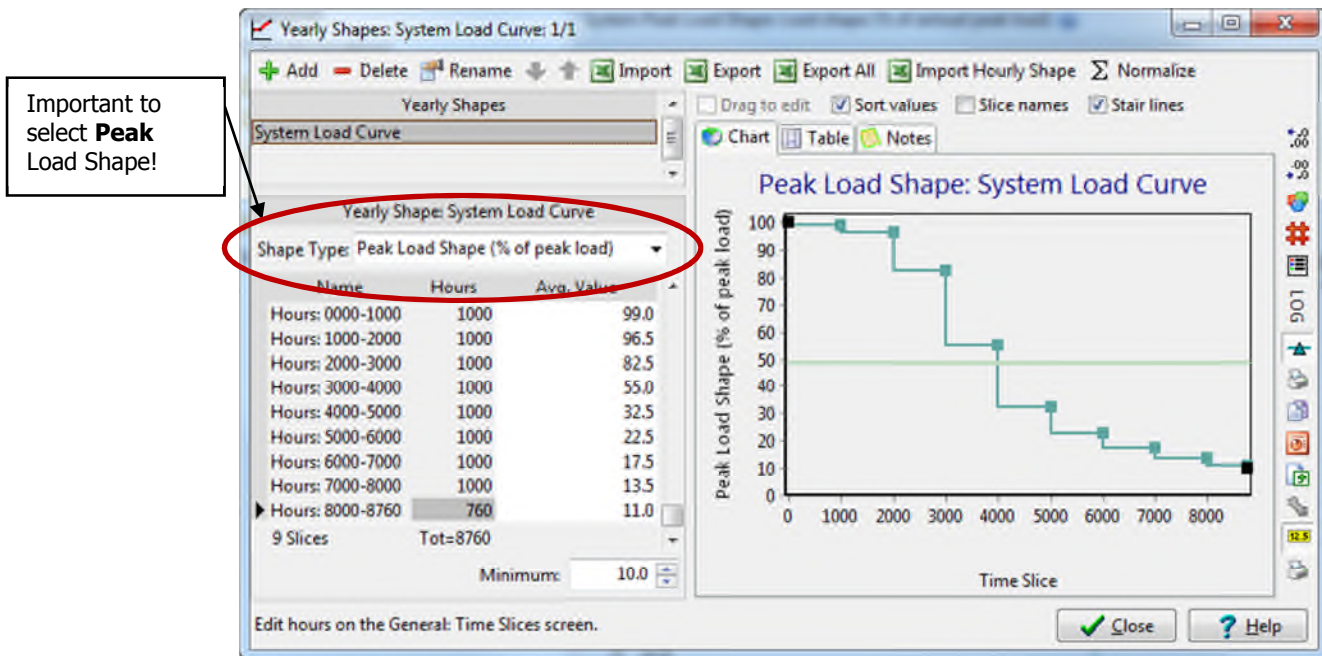 Yearly Shapes: System Load Curve: 1/1
Important to
select Peak
Load Shape!
Add Delete Rename Import Export Export All Import Hourly Shape Σ Normalize
Yearly Shapes
System Load Curve
Drag to edit Sort values Slice names Stair lines
Chart Table Notes
Yearly Shape: System Load Curve
Shape Type: Peak Load Shape (% of peak load)
Name Hours Avg. Value
Hours: 0000-1000 1000 99.0
Hours: 1000-2000 1000 96.5
Hours: 2000-3000 1000 82.5
Hours: 3000-4000 1000 55.0
Hours: 4000-5000 1000 32.5
Hours: 5000-6000 1000 22.5
Hours: 6000-7000 1000 17.5
Hours: 7000-8000 1000 13.5
Hours: 8000-8760 760 11.0
9 Slices Tot=8760
Minimum: 10.0
Peak Load Shape: System Load Curve
Peak Load Shape (% of peak load)
100
90
80
70
60
50
40
30
20
10
0
0 1000 2000 3000 4000 5000 6000 7000 8000
Time Slice
LOG
12.5
Edit hours on the General: Time Slices screen.
Close Help